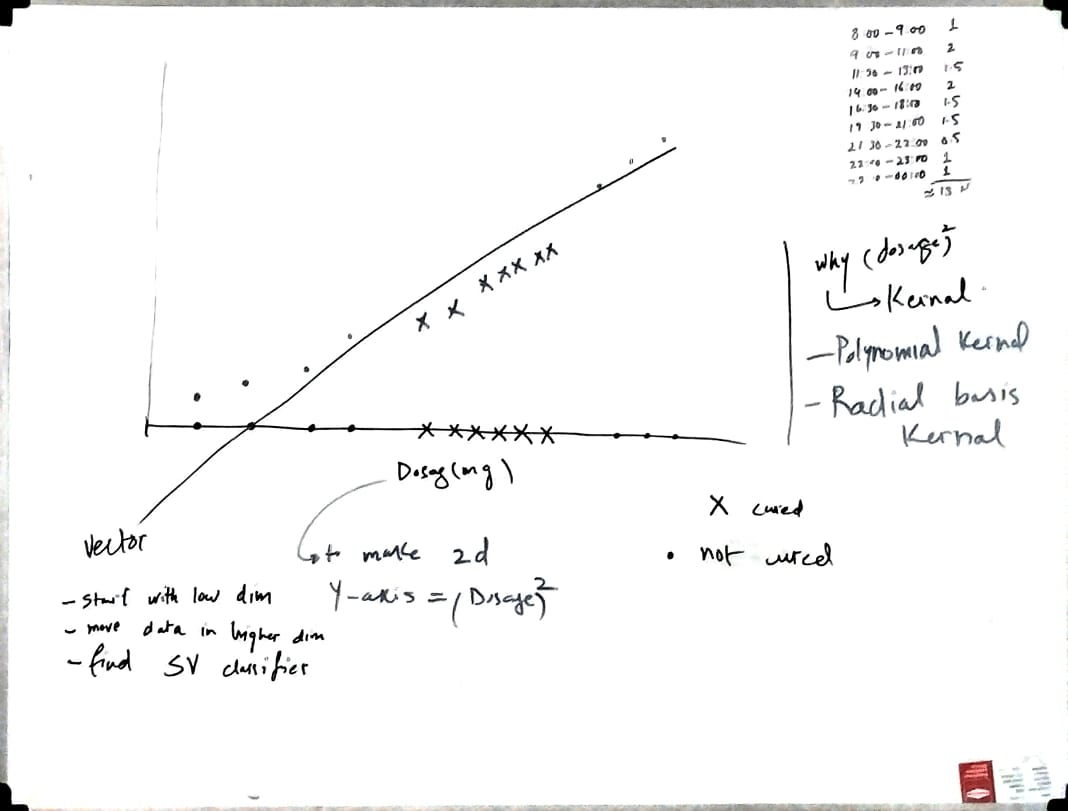 8:00 - 9:00 1
9:00 - 11:00 2
11:30 - 13:00 1.5
14:00 - 16:00 2
16:30 - 18:00 1.5
19:30 - 21:00 1.5
21:30 - 22:00 0.5
22:00 - 23:00 1
- 00:00 1
≈ 13
why (dosage)²
↳ Kernal
- Polynomial Kernal
- Radial basis
Kernal
Dosag (mg)
X cured
• not cured
vector
↳ to make 2d
Y-axis = (Dosage)²
- Start with low dim
- move data in higher dim
- find SV classifier